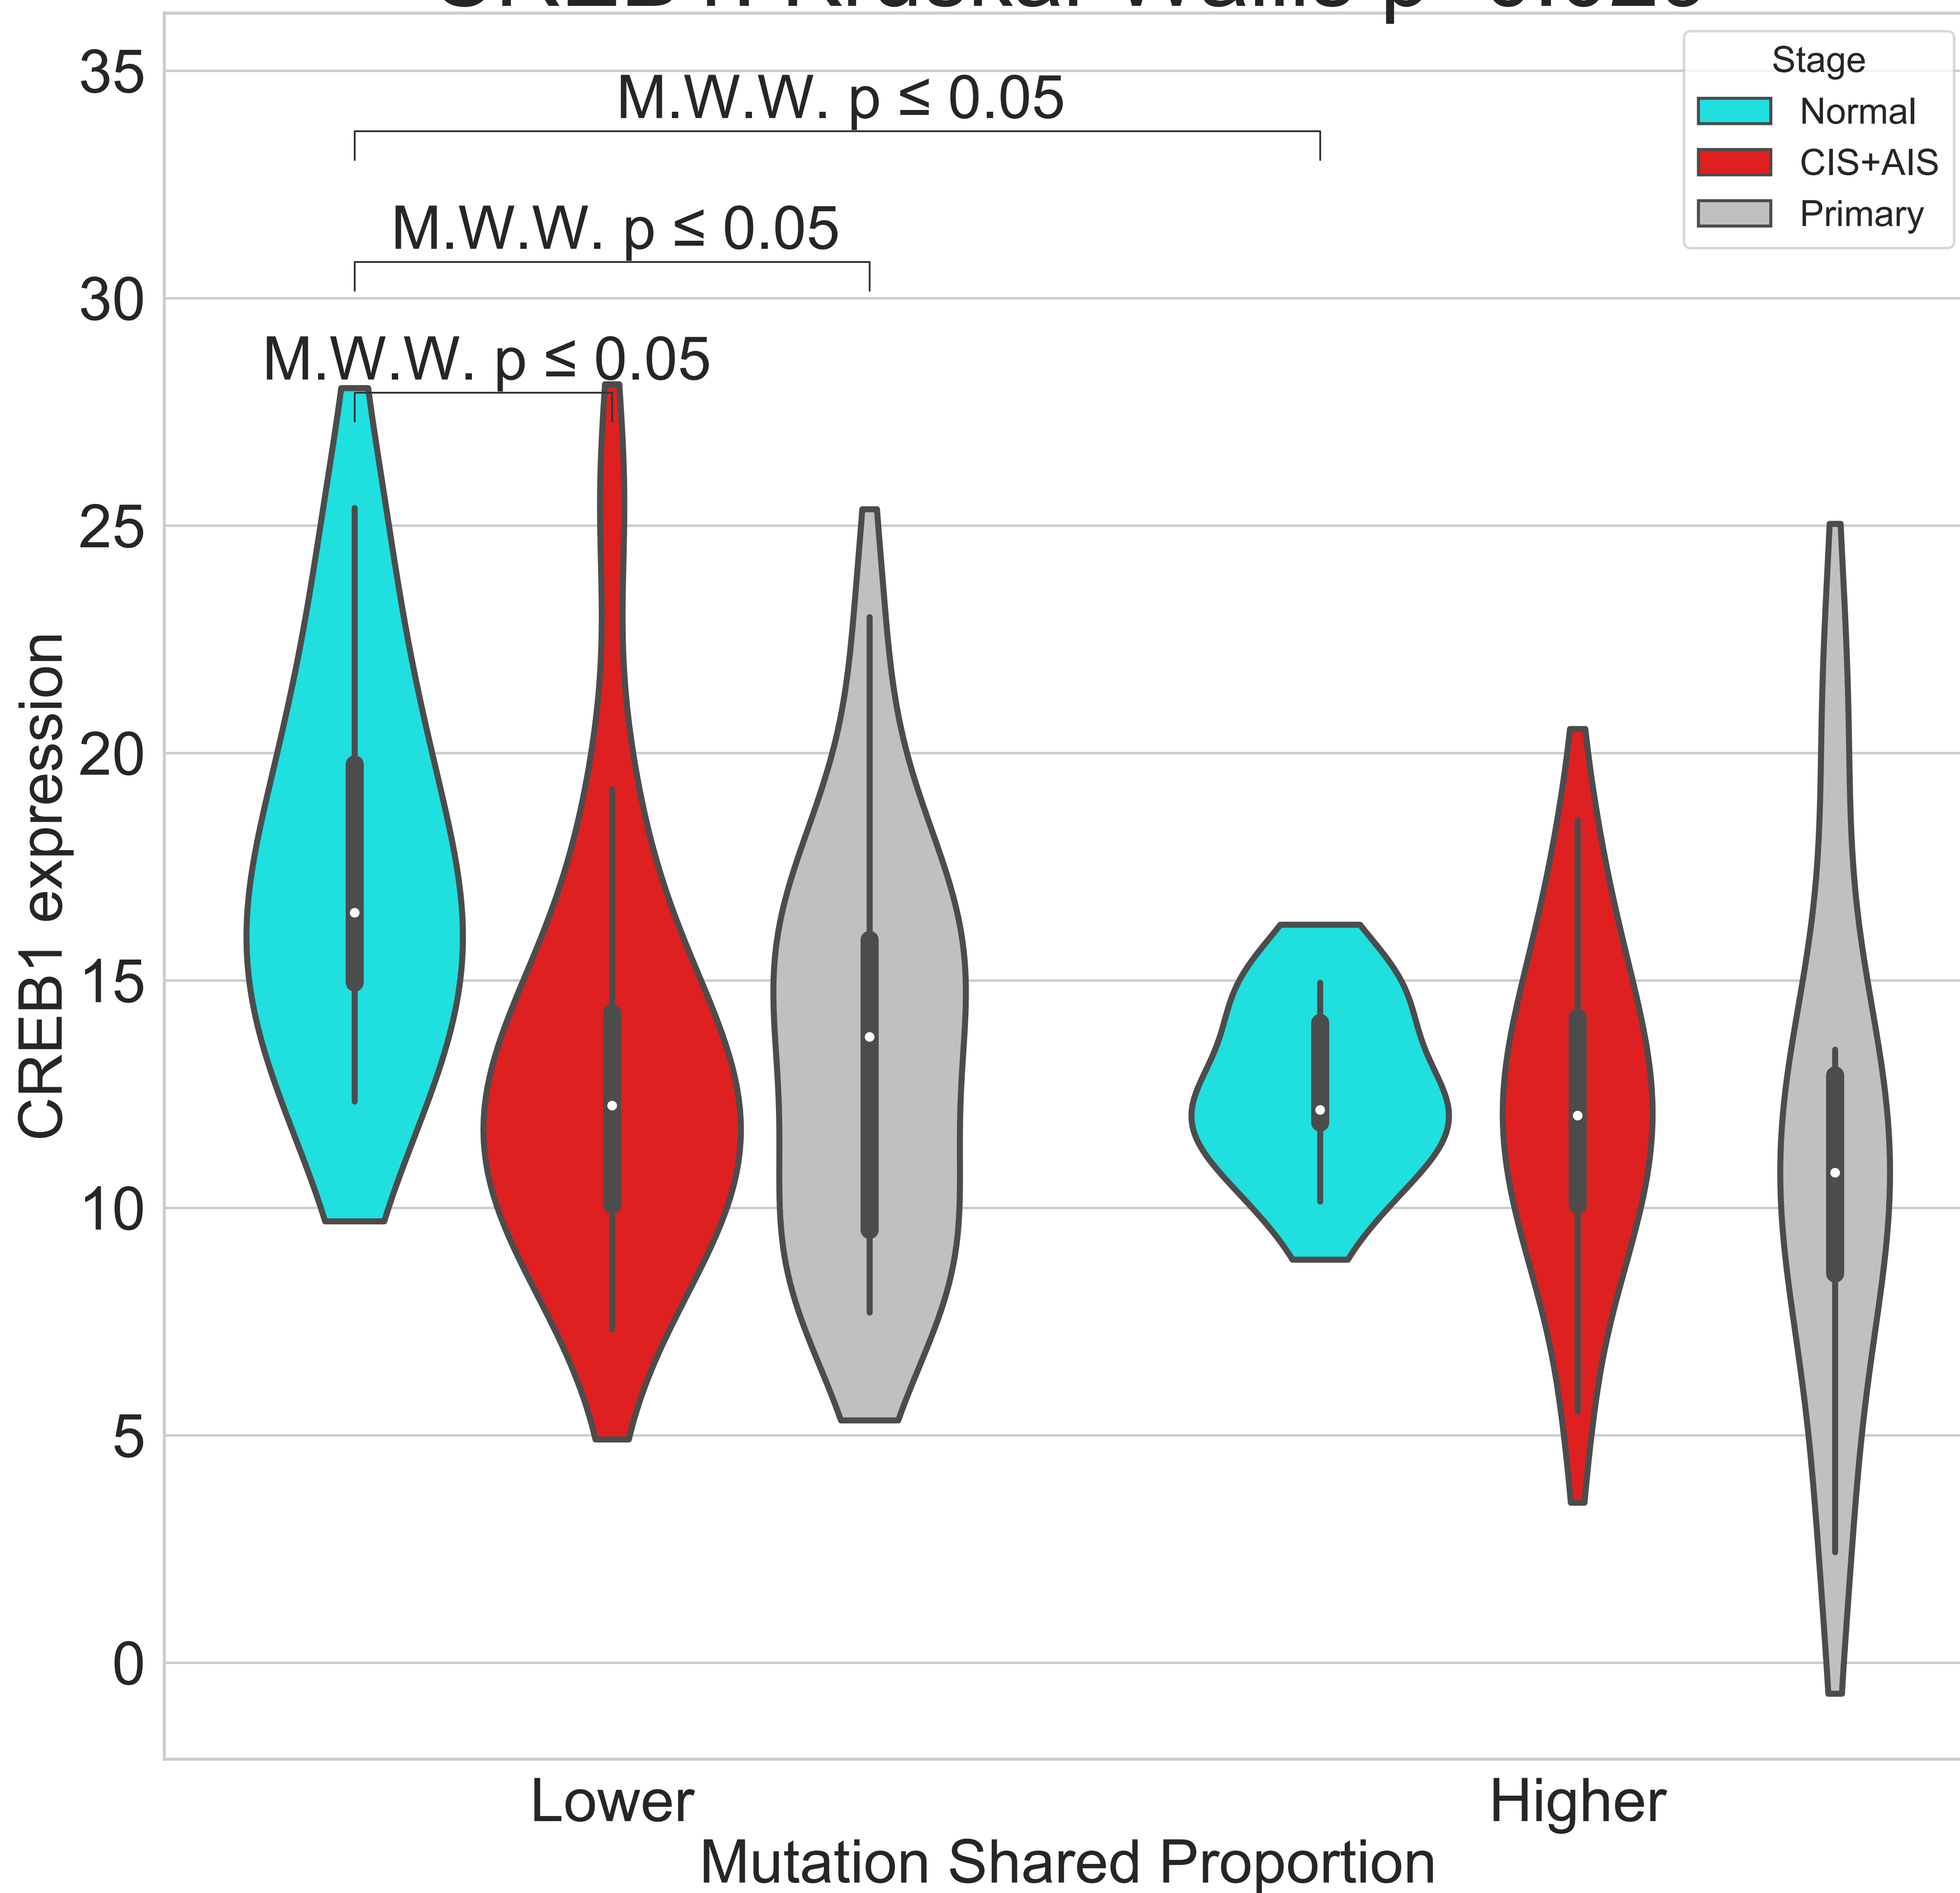 35
30
25
20
15
10
5
0
CREB1 expression
M.W.W. p ≤ 0.05
M.W.W. p ≤ 0.05
M.W.W. p ≤ 0.05
Stage
Normal
CIS+AIS
Primary
Lower
Higher
Mutation Shared Proportion